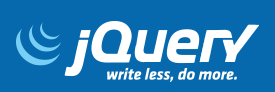 jQuery
write less, do more.